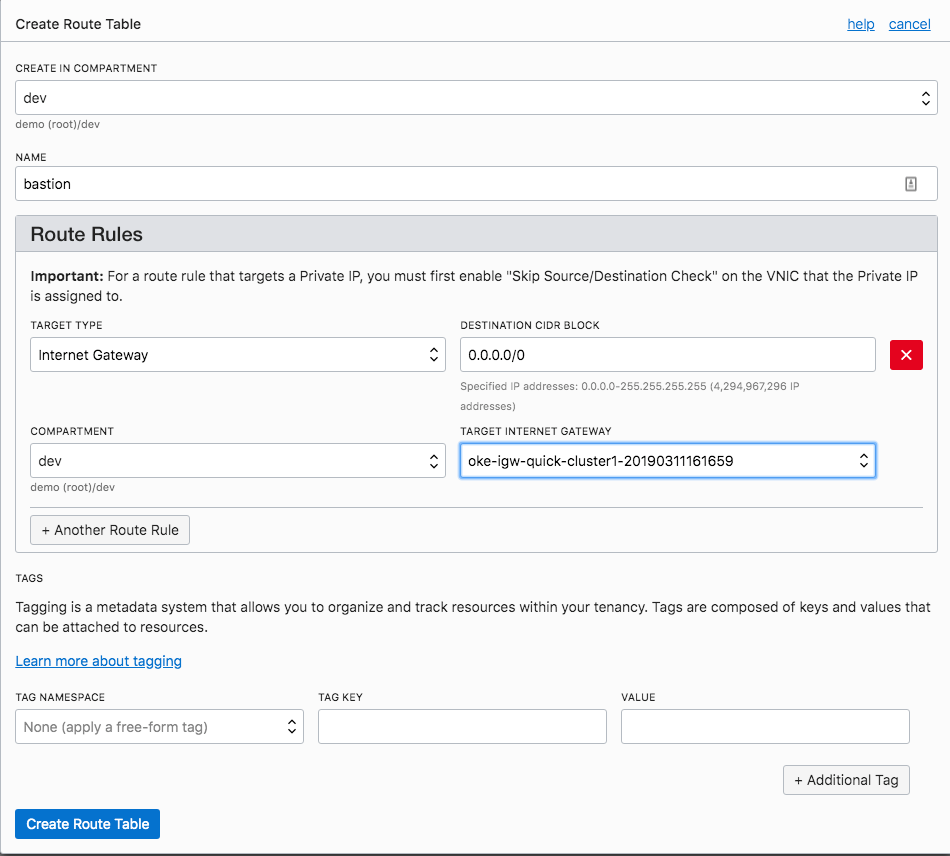 Create Route Table
help cancel
CREATE IN COMPARTMENT
dev
demo (root)/dev
NAME
bastion
Route Rules
Important: For a route rule that targets a Private IP, you must first enable "Skip Source/Destination Check" on the VNIC that the Private IP
is assigned to.
TARGET TYPE
Internet Gateway
DESTINATION CIDR BLOCK
0.0.0.0/0
Specified IP addresses: 0.0.0.0-255.255.255.255 (4,294,967,296 IP
addresses)
COMPARTMENT
dev
demo (root)/dev
TARGET INTERNET GATEWAY
oke-igw-quick-cluster1-20190311161659
+ Another Route Rule
TAGS
Tagging is a metadata system that allows you to organize and track resources within your tenancy. Tags are composed of keys and values that
can be attached to resources.
Learn more about tagging
TAG NAMESPACE
None (apply a free-form tag)
TAG KEY
VALUE
+ Additional Tag
Create Route Table